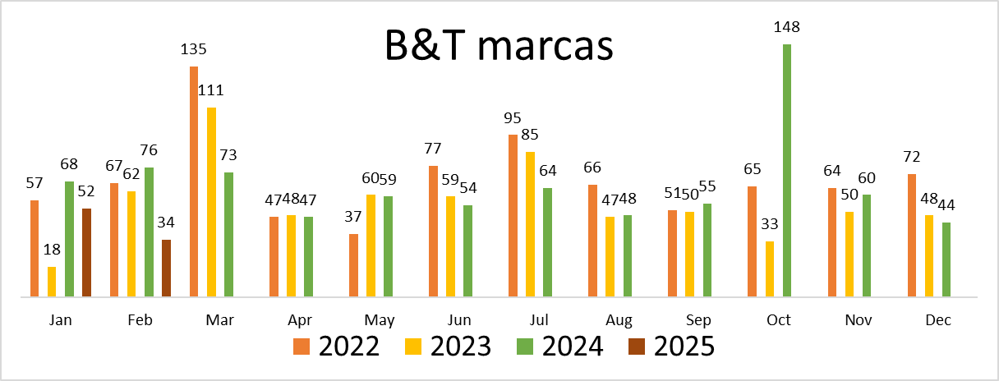 B&T marcas
57 18 68 52 67 62 76 34 135 111 73 47 48 47 37 60 59 77 59 54 95 85 64 66 47 48 51 50 55 65 33 148 64 50 60 72 48 44
Jan Feb Mar Apr May Jun Jul Aug Sep Oct Nov Dec
2022 2023 2024 2025